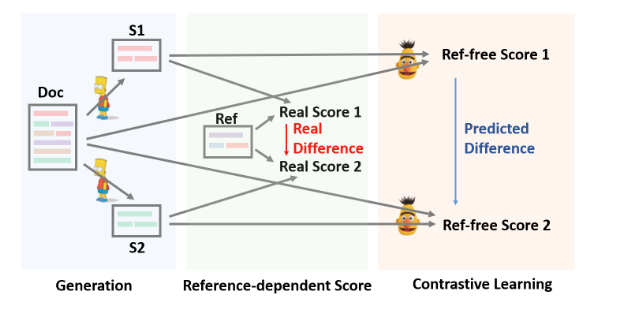 S1
Doc
S2
Generation
Ref
Real Score 1
Real
Difference
Real Score 2
Reference-dependent Score
Ref-free Score 1
Predicted
Difference
Ref-free Score 2
Contrastive Learning